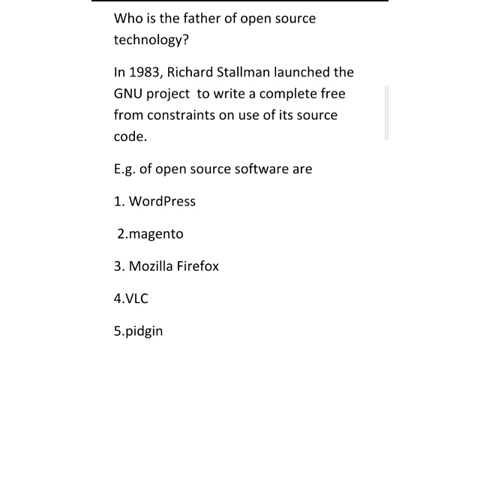 Who is the father of open source
technology?
In 1983, Richard Stallman launched the
GNU project  to write a complete free
from constraints on use of its source
code.
E.g. of open source software are
1. WordPress
2.magento
3. Mozilla Firefox
4.VLC
5.pidgin